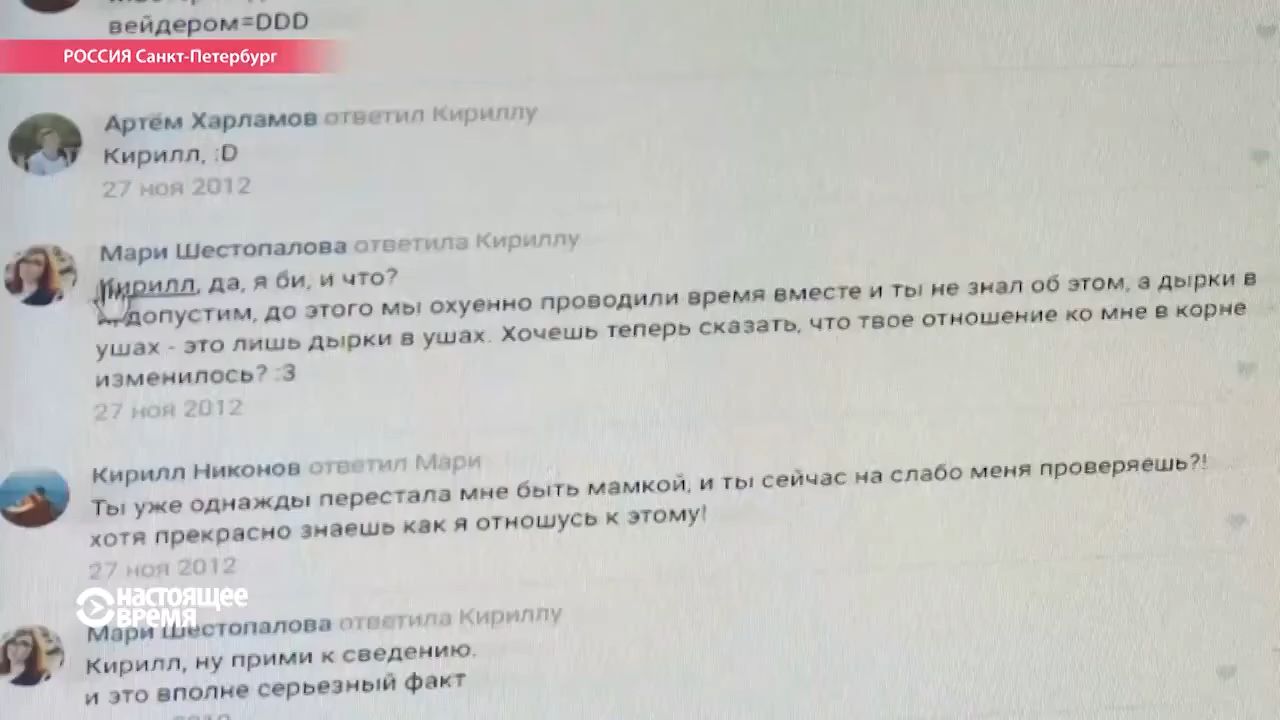 вейдером=DDD
РОССИЯ Санкт-Петербург
Артём Харламов ответил Кириллу
Кирилл, :D
27 ноя 2012
Мари Шестопалова ответила Кириллу
Кирилл, да, я би, и что?
допустим, до этого мы охуенно проводили время вместе и ты не знал об этом, а дырки в
ушах - это лишь дырки в ушах. Хочешь теперь сказать, что твое отношение ко мне в корне
изменилось? :3
27 ноя 2012
Кирилл Никонов ответил Мари
Ты уже однажды перестала мне быть мамкой, и ты сейчас на слабо меня проверяешь?!
хотя прекрасно знаешь как я отношусь к этому!
27 ноя 2012
НАСТОЯЩЕЕ
ВРЕМЯ
Мари Шестопалова ответила Кириллу
Кирилл, ну прими к сведению.
и это вполне серьезный факт